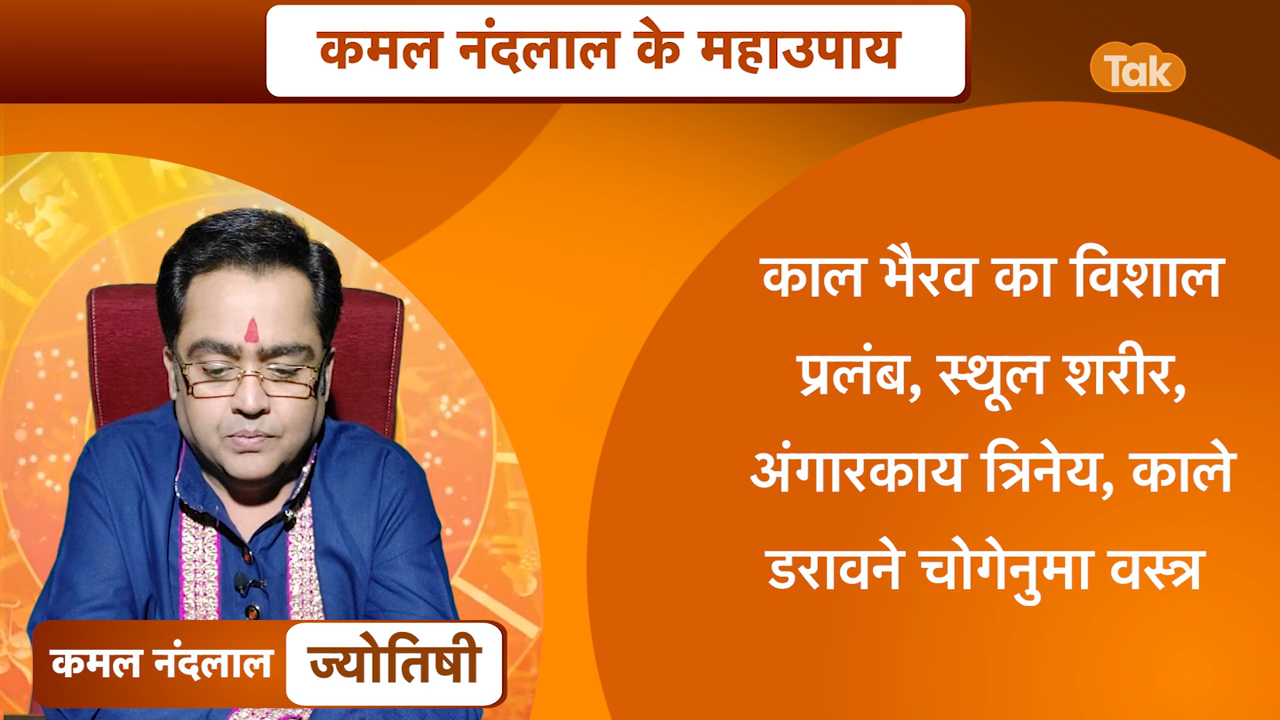 कमल नंदलाल के महाउपाय
Tak
काल भैरव का विशाल
प्रलंब, स्थूल शरीर,
अंगारकाय त्रिनेय, काले
डरावने चोगेनुमा वस्त्र
कमल नंदलाल
ज्योतिषी